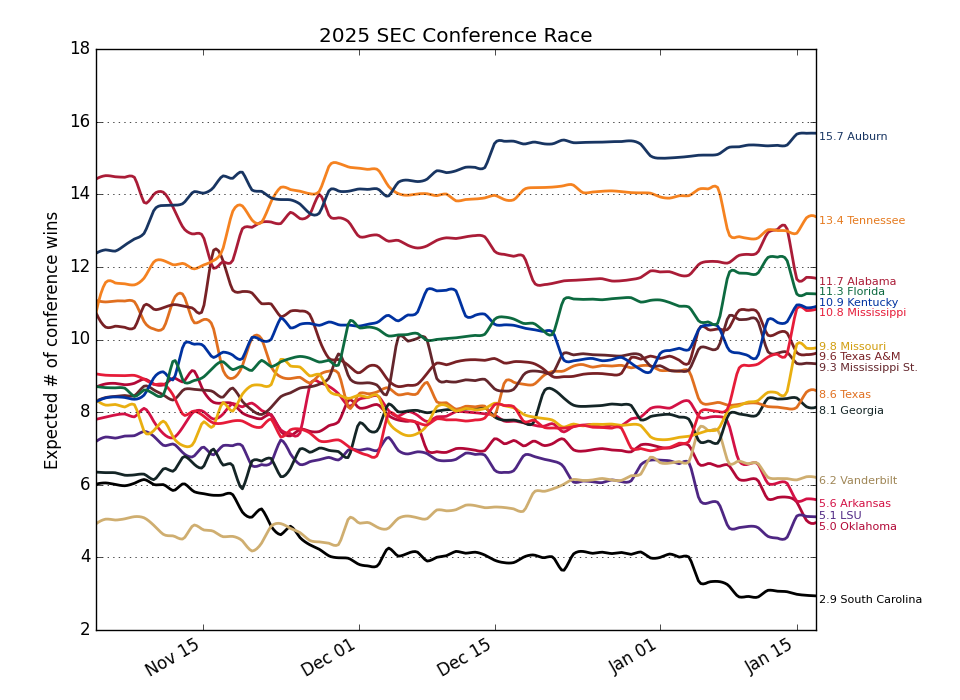 2025 SEC Conference Race
Expected # of conference wins
18
16
14
12
10
8
6
4
2
Nov 15
Dec 01
Dec 15
Jan 01
Jan 15
15.7 Auburn
13.4 Tennessee
11.7 Alabama
11.3 Florida
10.9 Kentucky
10.8 Mississippi
9.8 Missouri
9.6 Texas A&M
9.3 Mississippi St.
8.6 Texas
8.1 Georgia
6.2 Vanderbilt
5.6 Arkansas
5.1 LSU
5.0 Oklahoma
2.9 South Carolina